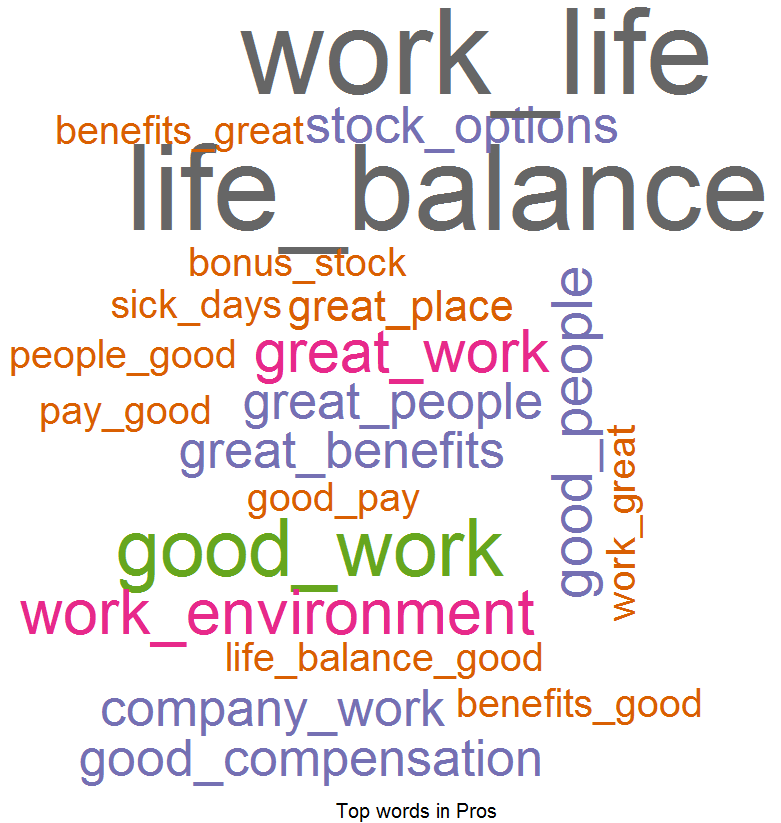 work_life
benefits_great
stock_options
life_balance
bonus_stock
sick_days
great_place
people_good
great_work
good_people
pay_good
great_people
great_benefits
work_great
good_pay
good_work
work_environment
life_balance_good
company_work
benefits_good
good_compensation
Top words in Pros